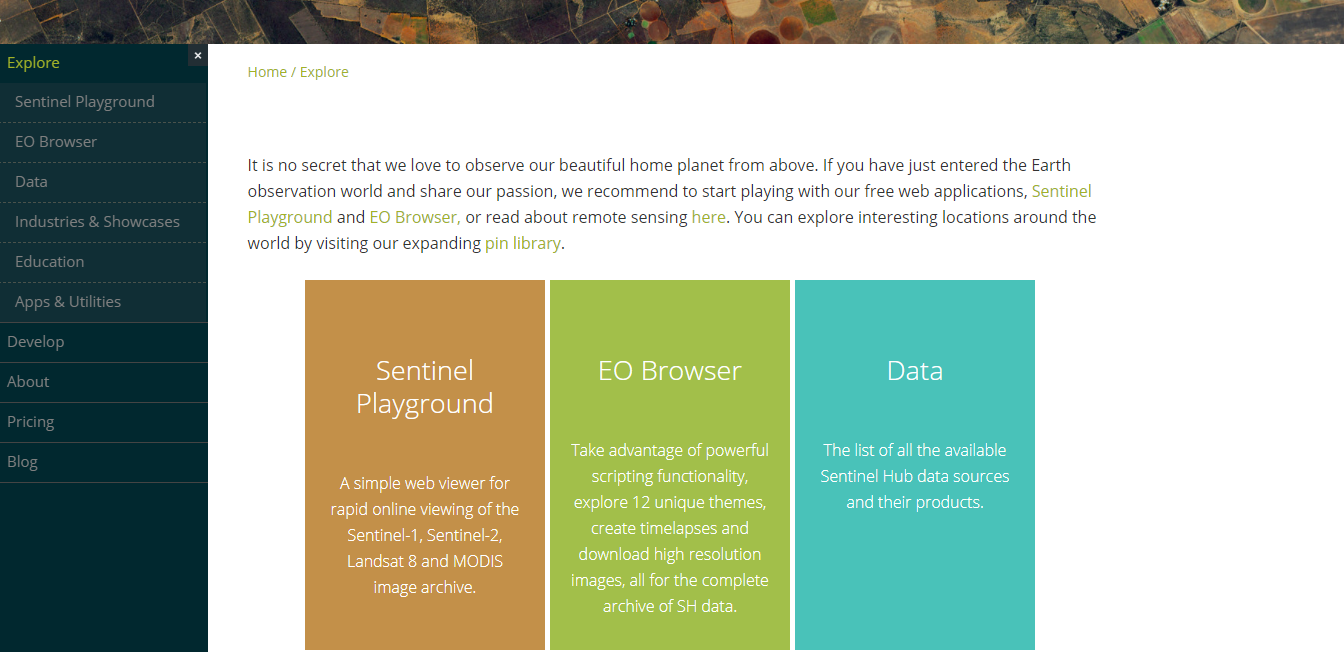 ×
Explore
Sentinel Playground
EO Browser
Data
Industries & Showcases
Education
Apps & Utilities
Develop
About
Pricing
Blog
Home / Explore
It is no secret that we love to observe our beautiful home planet from above. If you have just entered the Earth
observation world and share our passion, we recommend to start playing with our free web applications, Sentinel
Playground and EO Browser, or read about remote sensing here. You can explore interesting locations around the
world by visiting our expanding pin library.
Sentinel
Playground
A simple web viewer for
rapid online viewing of the
Sentinel-1, Sentinel-2,
Landsat 8 and MODIS
image archive.
EO Browser
Take advantage of powerful
scripting functionality,
explore 12 unique themes,
create timelapses and
download high resolution
images, all for the complete
archive of SH data.
Data
The list of all the available
Sentinel Hub data sources
and their products.